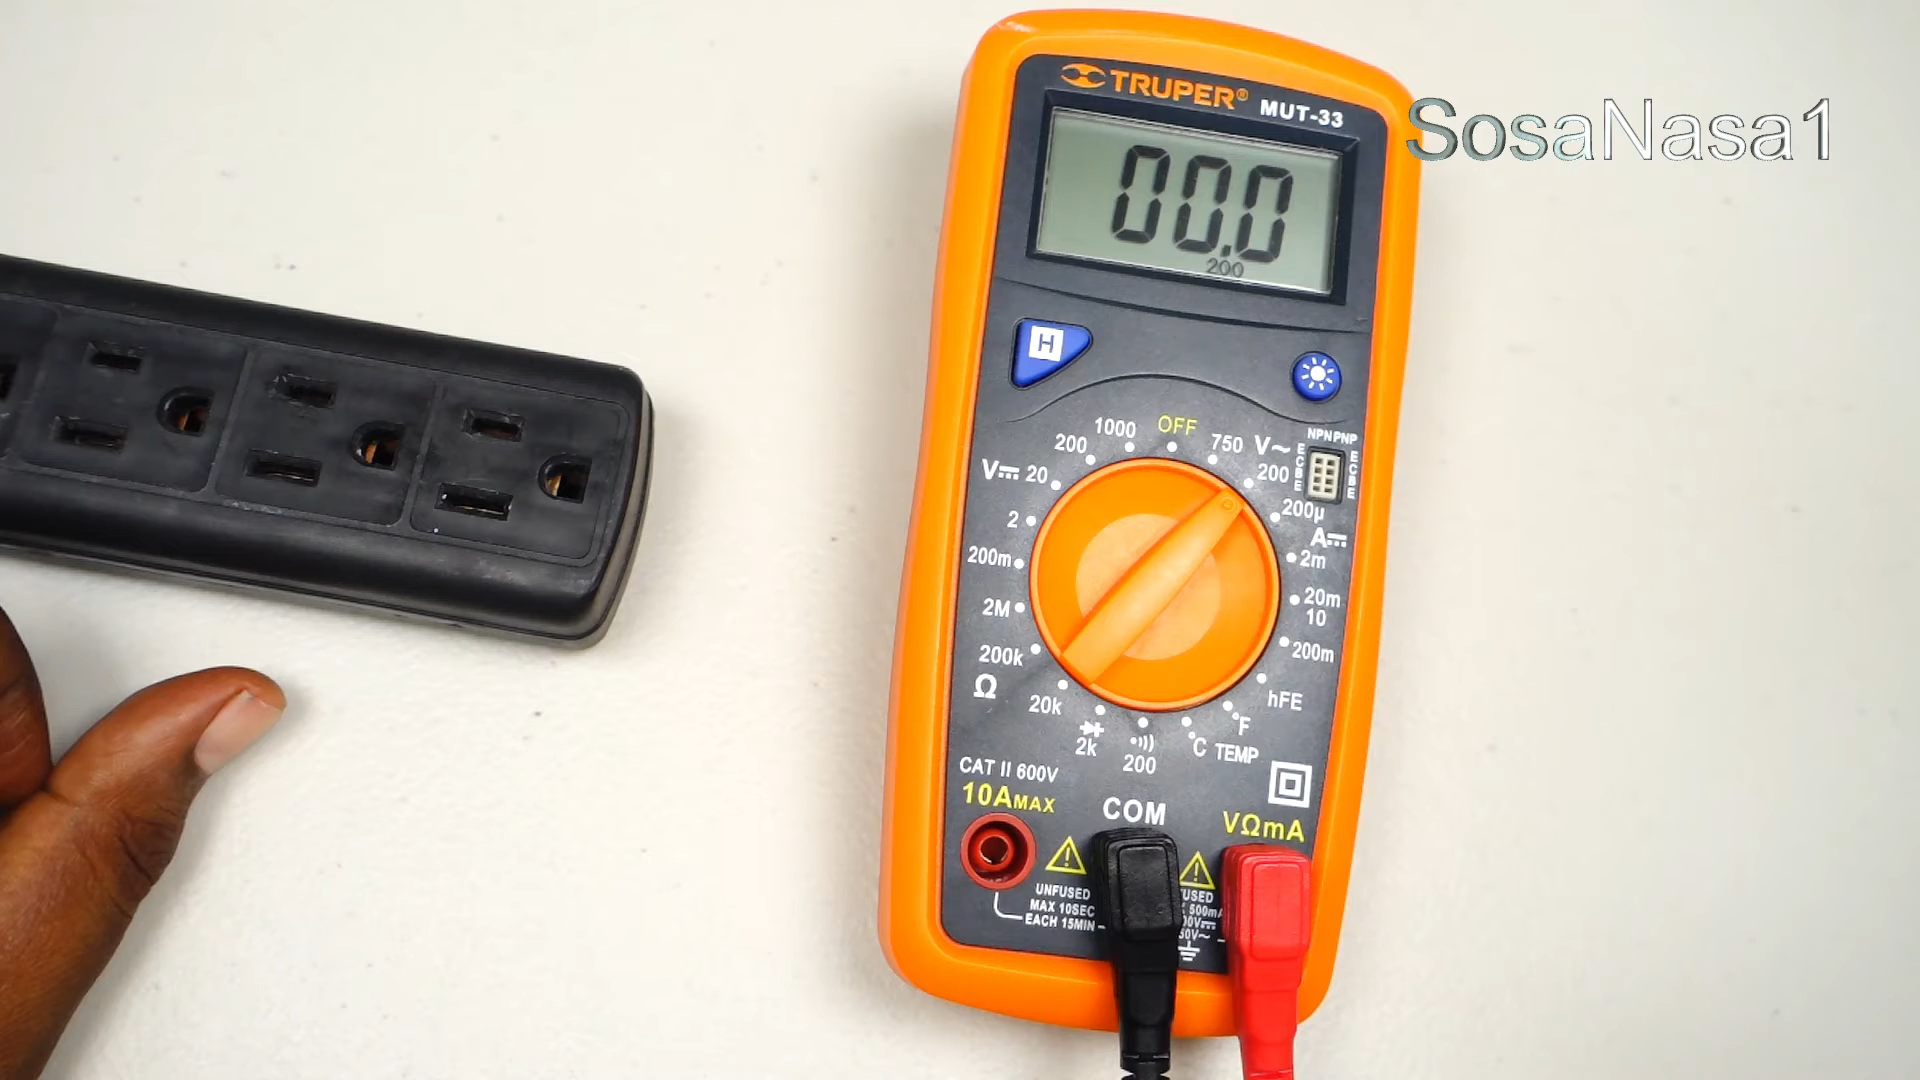 TRUPER®
MUT-33
SosaNasa1
00.0
200
H
OFF
1000
750
V~
200
200
V⎓
20
2
200m
2M
200k
Ω
20k
2k
•)))
200
°C
TEMP
°F
hFE
200m
20m
10
2m
A⎓
200µ
NPN
PNP
E
C
B
E
E
C
B
E
CAT II 600V
10AMAX
COM
VΩmA
UNFUSED
MAX 10SEC
EACH 15MIN